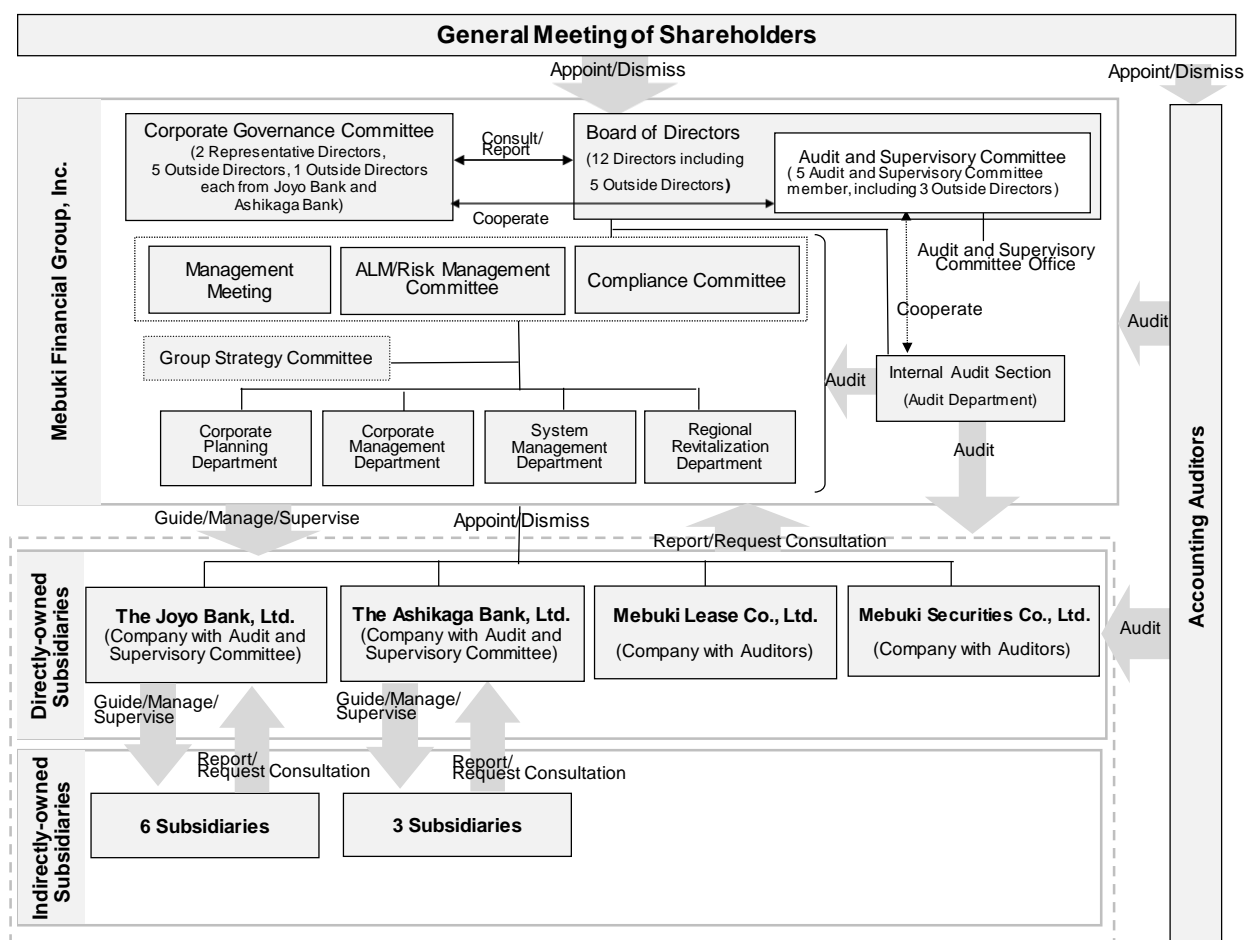 General Meeting of Shareholders
Appoint/Dismiss
Appoint/Dismiss
Mebuki Financial Group, Inc.
Corporate Governance Committee
(2 Representative Directors,
5 Outside Directors, 1 Outside Directors
each from Joyo Bank and
Ashikaga Bank)
Consult/
Report
Cooperate
Board of Directors
(12 Directors including
5 Outside Directors)
Audit and Supervisory Committee
( 5 Audit and Supervisory Committee
member, including 3 Outside Directors)
Audit and Supervisory
Committee Office
Cooperate
Management
Meeting
ALM/Risk Management
Committee
Compliance Committee
Group Strategy Committee
Audit
Internal Audit Section
(Audit Department)
Audit
Audit
Corporate
Planning
Department
Corporate
Management
Department
System
Management
Department
Regional
Revitalization
Department
Accounting Auditors
Guide/Manage/Supervise
Appoint/Dismiss
Report/Request Consultation
Directly-owned
Subsidiaries
The Joyo Bank, Ltd.
(Company with Audit and
Supervisory Committee)
The Ashikaga Bank, Ltd.
(Company with Audit and
Supervisory Committee)
Mebuki Lease Co., Ltd.
(Company with Auditors)
Mebuki Securities Co., Ltd.
(Company with Auditors)
Audit
Guide/Manage/
Supervise
Guide/Manage/
Supervise
Report/
Request Consultation
Report/
Request Consultation
Indirectly-owned
Subsidiaries
6 Subsidiaries
3 Subsidiaries